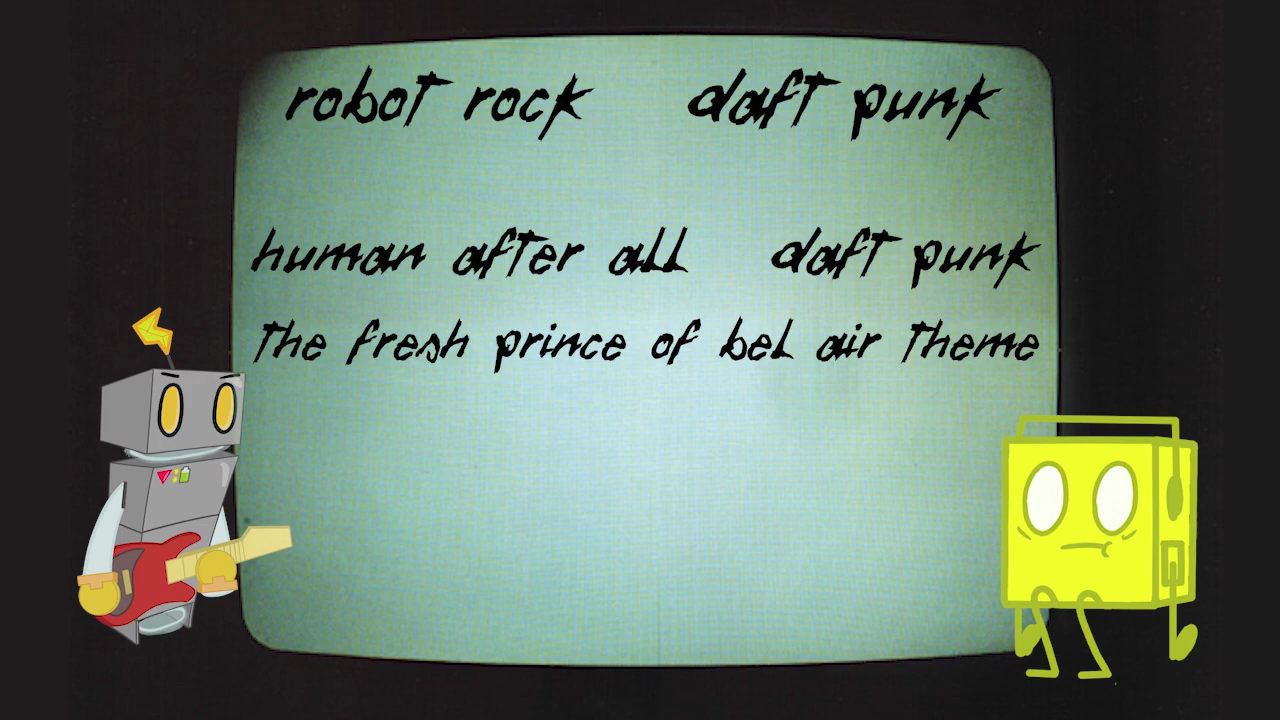 robot rock daft punk
human after all daft punk
the fresh prince of bel air theme